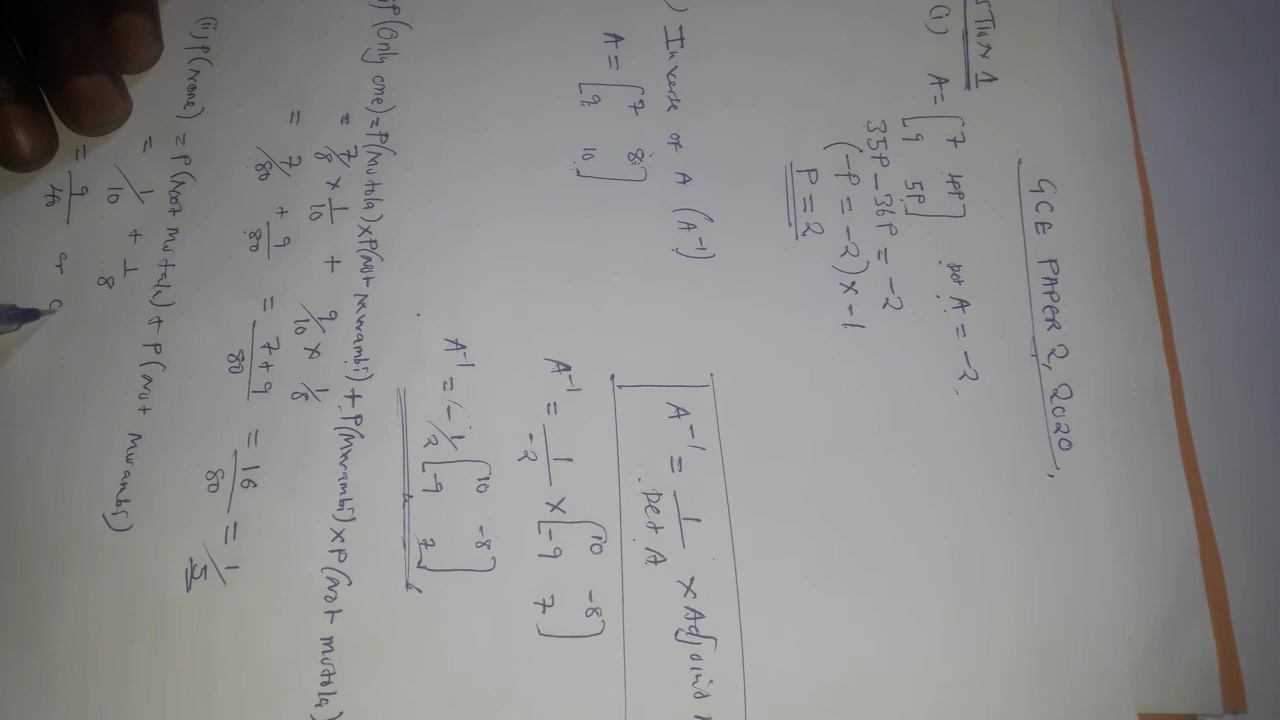 GCE PAPER 2, 2020,
STION 1
(i) A = [7 4P; 9 5P] Det A = -2.
35P - 36P = -2
(-P = -2) x -1
P = 2
) Inverse of A (A⁻¹)
A = [7 8; 9 10]
A⁻¹ = 1/Det A x Adjoint
A⁻¹ = 1/-2 x [10 -8; -9 7]
A⁻¹ = -1/2 [10 -8; -9 7]
)P(Only one) = P(Mutola) x P(Not Mwambi) + P(Mwambi) x P(Not Mutola)
= 7/8 x 1/10 + 9/10 x 1/8
= 7/80 + 9/80 = 7+9/80 = 16/80 = 1/5
(ii) P(None) = P(Not Mutola) + P(Not Mwambi)
= 1/10 + 1/8
= 9/40 or